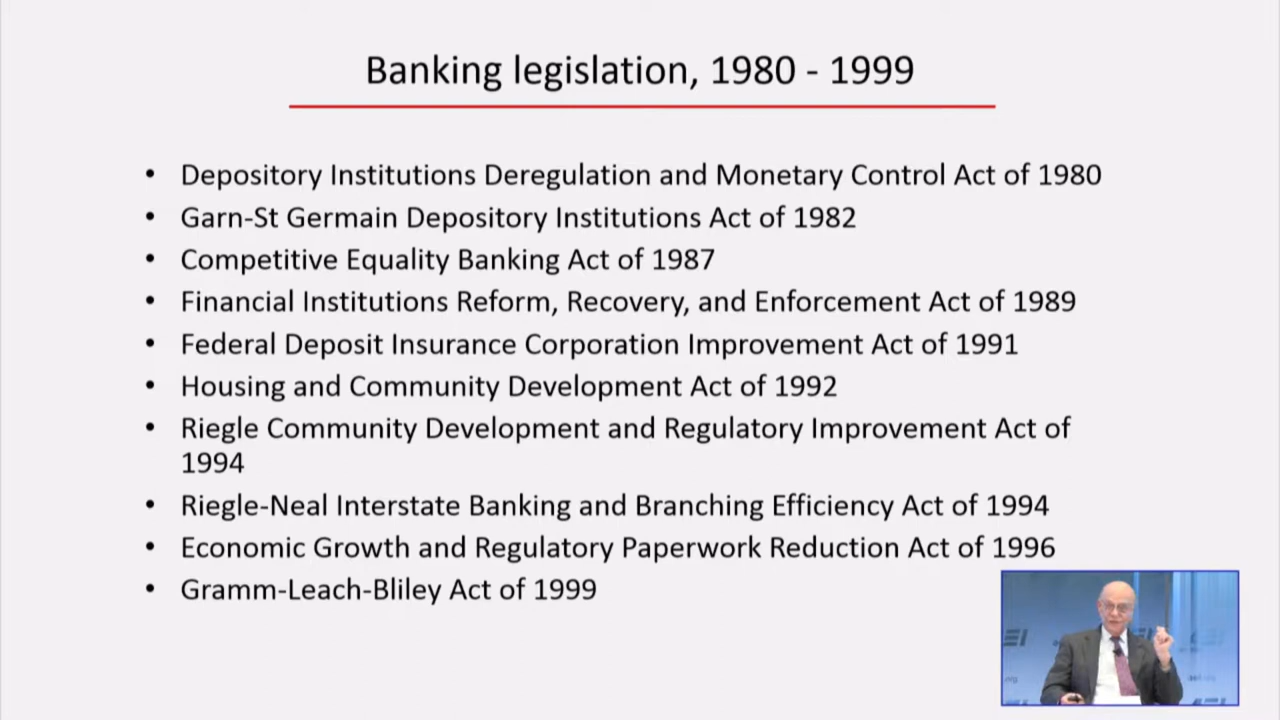 Banking legislation, 1980 - 1999
• Depository Institutions Deregulation and Monetary Control Act of 1980
• Garn-St Germain Depository Institutions Act of 1982
• Competitive Equality Banking Act of 1987
• Financial Institutions Reform, Recovery, and Enforcement Act of 1989
• Federal Deposit Insurance Corporation Improvement Act of 1991
• Housing and Community Development Act of 1992
• Riegle Community Development and Regulatory Improvement Act of
1994
• Riegle-Neal Interstate Banking and Branching Efficiency Act of 1994
• Economic Growth and Regulatory Paperwork Reduction Act of 1996
• Gramm-Leach-Bliley Act of 1999